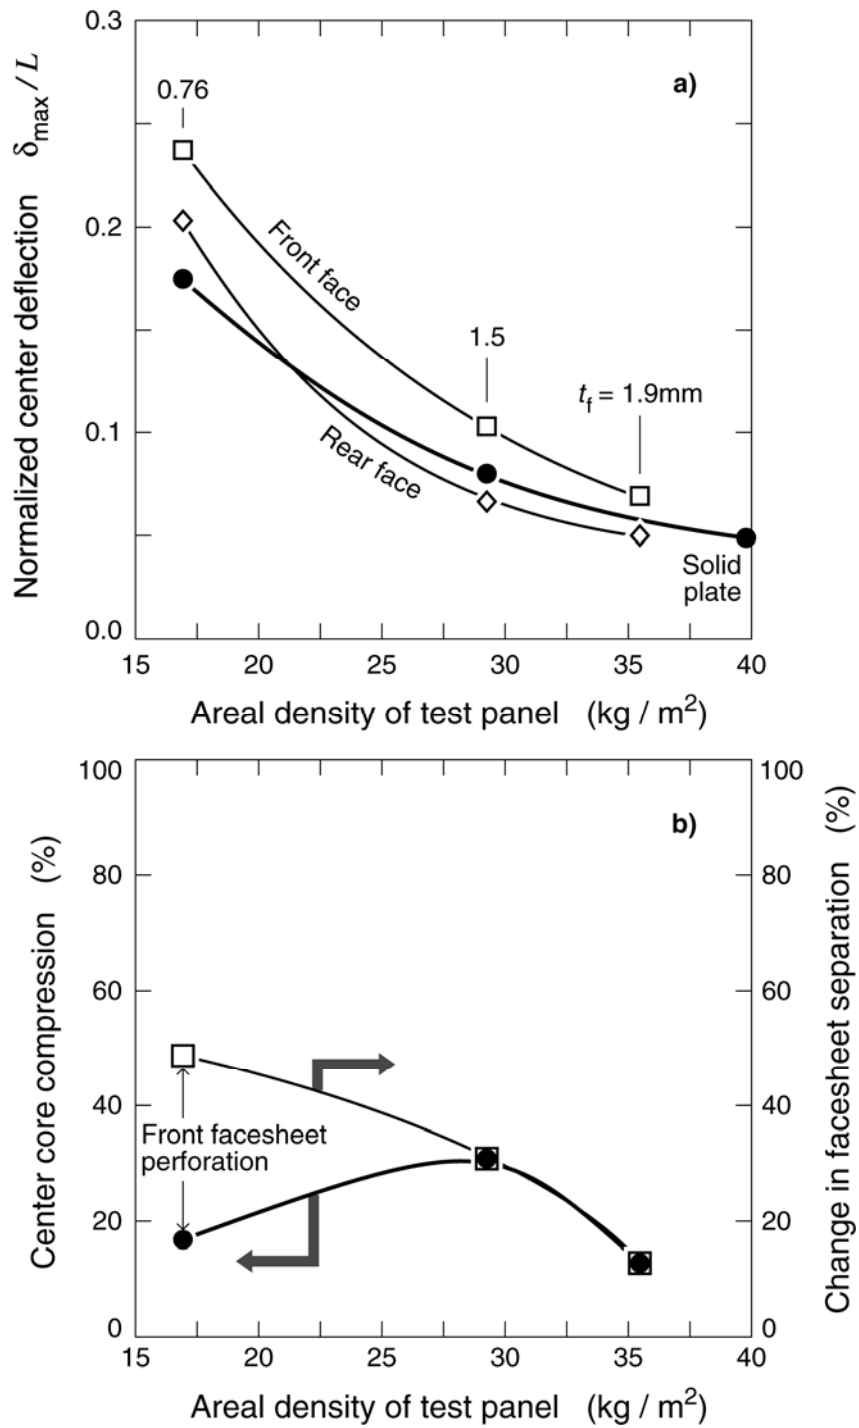 0.3
0.2
0.1
0.0
Normalized center deflection δmax / L
a)
0.76
1.5
tf = 1.9mm
Front face
Rear face
Solid
plate
15 20 25 30 35 40
Areal density of test panel (kg / m²)
100 100
80 80
60 60
40 40
20 20
0 0
Center core compression (%)
Change in facesheet separation (%)
b)
Front facesheet
perforation
15 20 25 30 35 40
Areal density of test panel (kg / m²)